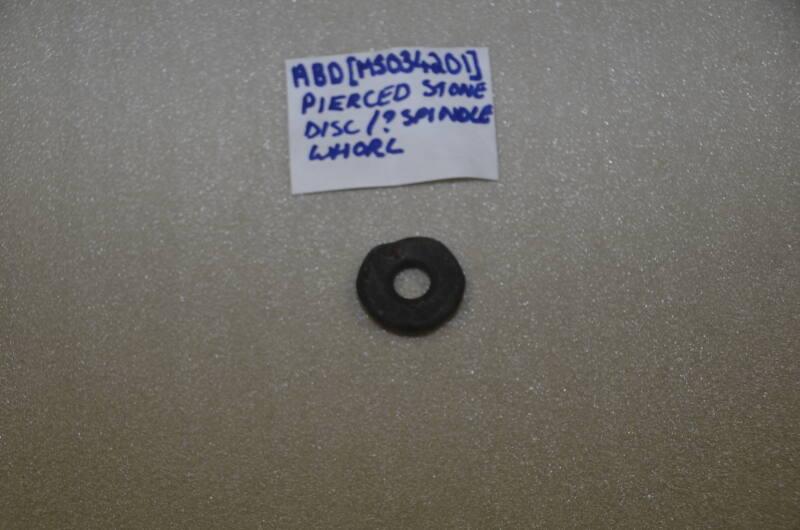 ABD[MS034201]
PIERCED STONE
DISC/?SPINDLE
WHORL